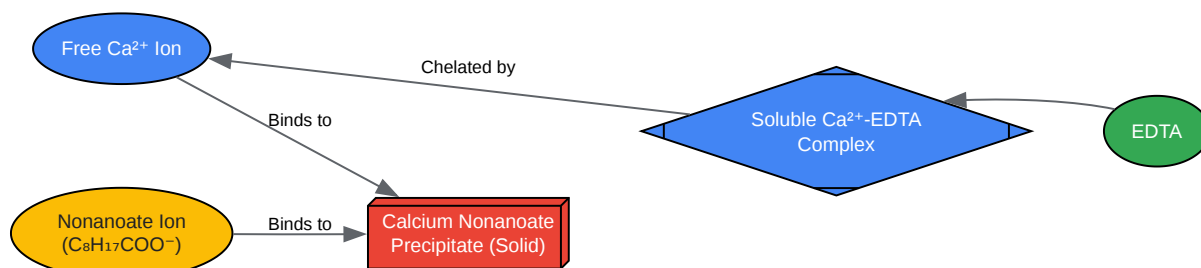 Free Ca²⁺ Ion
Chelated by
Binds to
Soluble Ca²⁺-EDTA
Complex
EDTA
Nonanoate Ion
(C₈H₁₇COO⁻)
Binds to
Calcium Nonanoate
Precipitate (Solid)